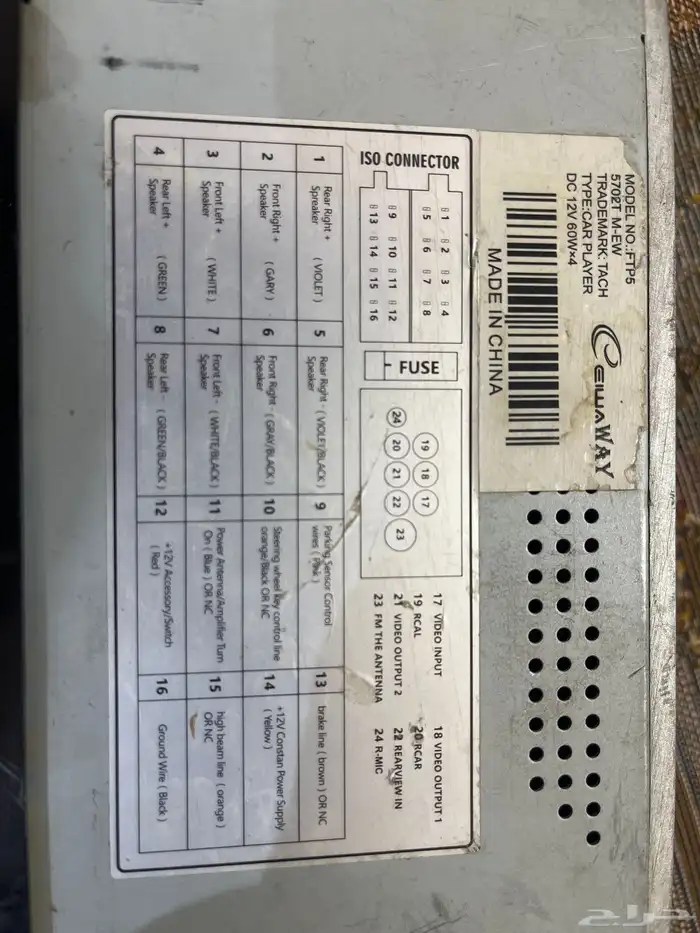 MODEL NO.:FTP5
5702T M-EW
TRADEMARK: TACH
TYPE:CAR PLAYER
DC 12V 60W×4
MADE IN CHINA
ISO CONNECTOR
1 2 3 4
5 6 7 8
9 10 11 12
13 14 15 16
FUSE
19 18 17
24 20 21 22 23
17 VIDEO INPUT
18 VIDEO OUTPUT 1
19 RCAL
20 RCAR
21 VIDEO OUTPUT 2
22 REARVIEW IN
23 FM THE ANTENNA
24 R-MIC
1 Rear Right + Spreaker ( VIOLET )
5 Rear Right - ( VIOLEY/BLACK ) Speaker
9 Parking Sensor Control wires ( Pink )
13 brake line ( brown ) OR NC
2 Front Right + Speaker ( GARY )
6 Front Right - ( GRAY/BLACK ) Speaker
10 Steering wheel key control line orange/Black OR NC
14 +12V Constan Power Supply ( Yellow )
3 Front Left + Speaker ( WHITE )
7 Front Left - ( WHITE/BLACK ) Speaker
11 Power Antenna/Amplifier Turn On ( Blue ) OR NC
15 high beam line ( orange ) OR NC
4 Rear Left + Speaker ( GREEN )
8 Rear Left - ( GREEN/BLACK ) Speaker
12 +12V Accessory/Switch ( Red )
16 Ground Wire ( Black )
حراج